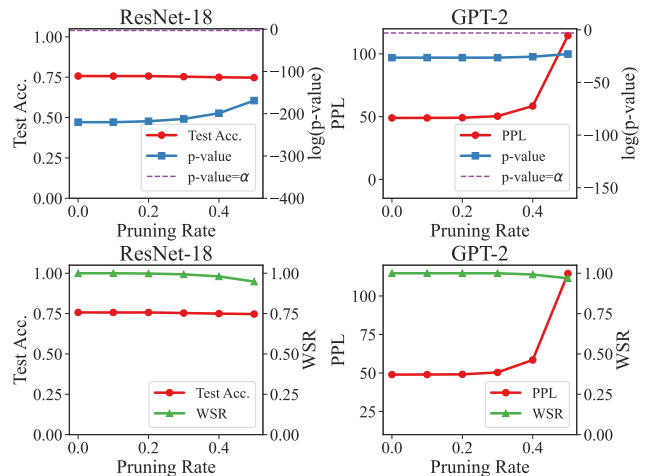 ResNet-18
1.00
0.75
0.50
0.25
0.00
Test Acc.
0
−100
−200
−300
−400
log(p-value)
Test Acc.
p-value
p-value=α
0.0
0.2
0.4
Pruning Rate
GPT-2
100
50
0
PPL
0
−50
−100
−150
log(p-value)
PPL
p-value
p-value=α
0.0
0.2
0.4
Pruning Rate
ResNet-18
1.00
0.75
0.50
0.25
0.00
Test Acc.
1.00
0.75
0.50
0.25
0.00
WSR
Test Acc.
WSR
0.0
0.2
0.4
Pruning Rate
GPT-2
100
75
50
25
PPL
1.00
0.75
0.50
0.25
0.00
WSR
PPL
WSR
0.0
0.2
0.4
Pruning Rate